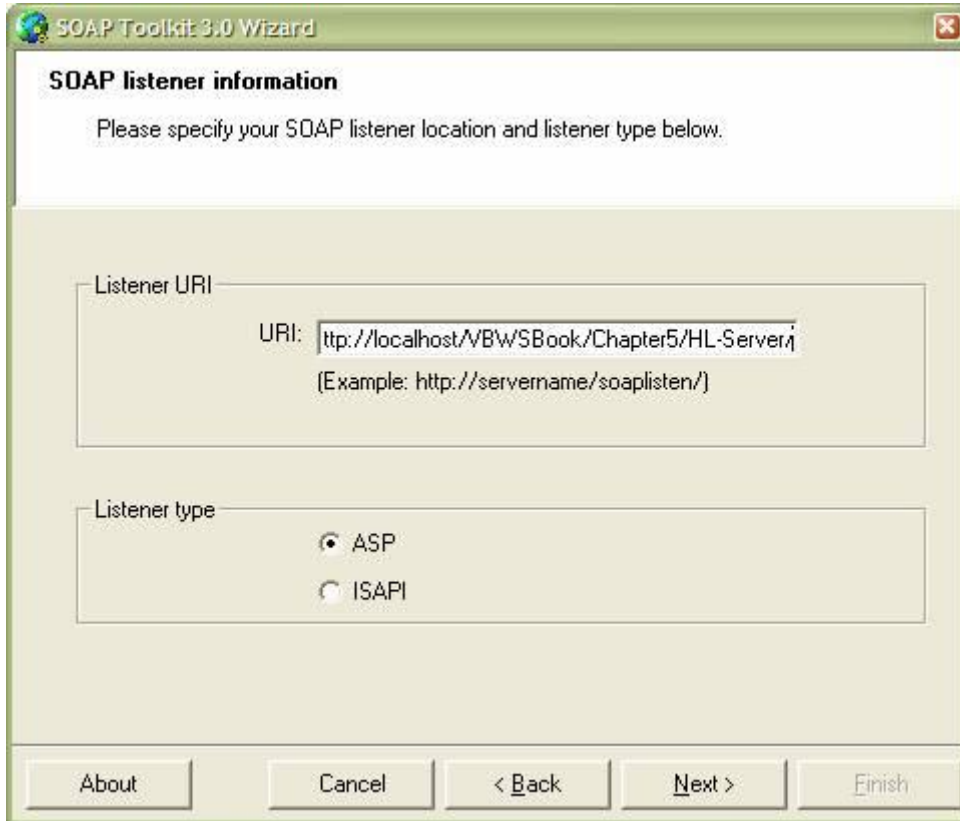 SOAP Toolkit 3.0 Wizard
SOAP listener information
Please specify your SOAP listener location and listener type below.
Listener URI
URI: ttp://localhost/VBWSBook/Chapter5/HL-Server/
(Example: http://servername/soaplisten/)
Listener type
ASP
ISAPI
About Cancel < Back Next > Finish